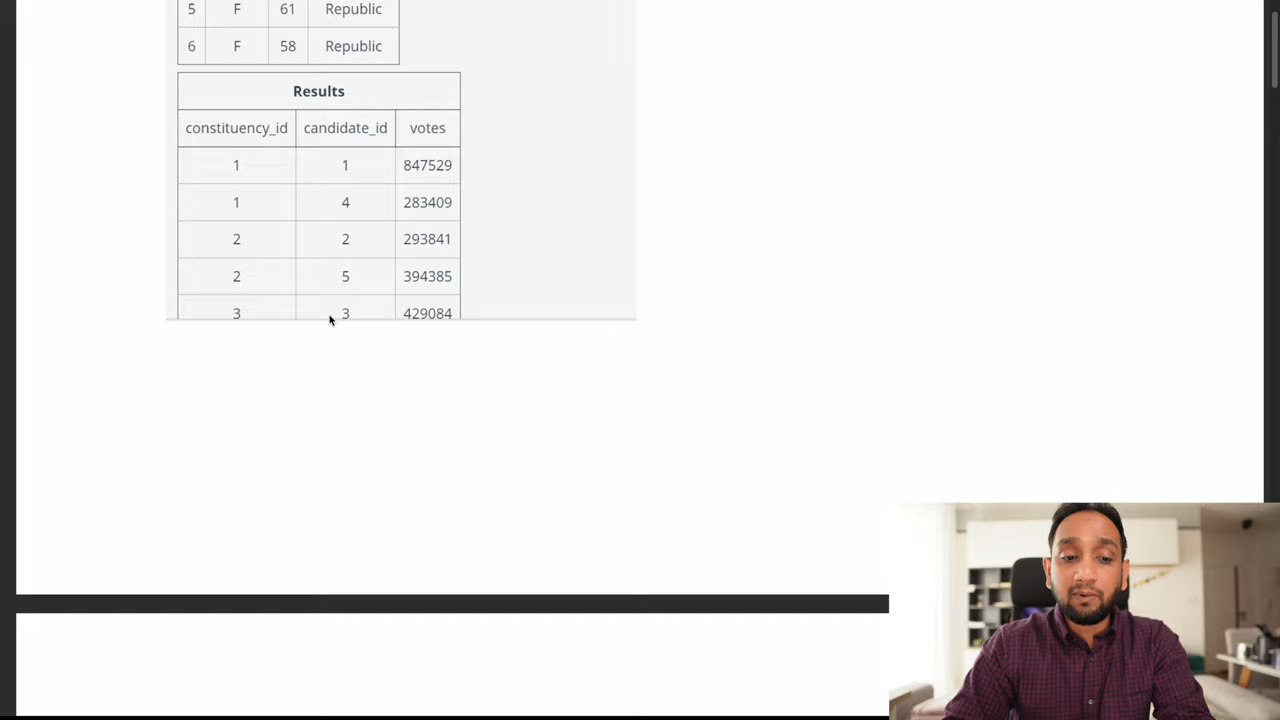 5 F 61 Republic
6 F 58 Republic
Results
constituency_id candidate_id votes
1 1 847529
1 4 283409
2 2 293841
2 5 394385
3 3 429084